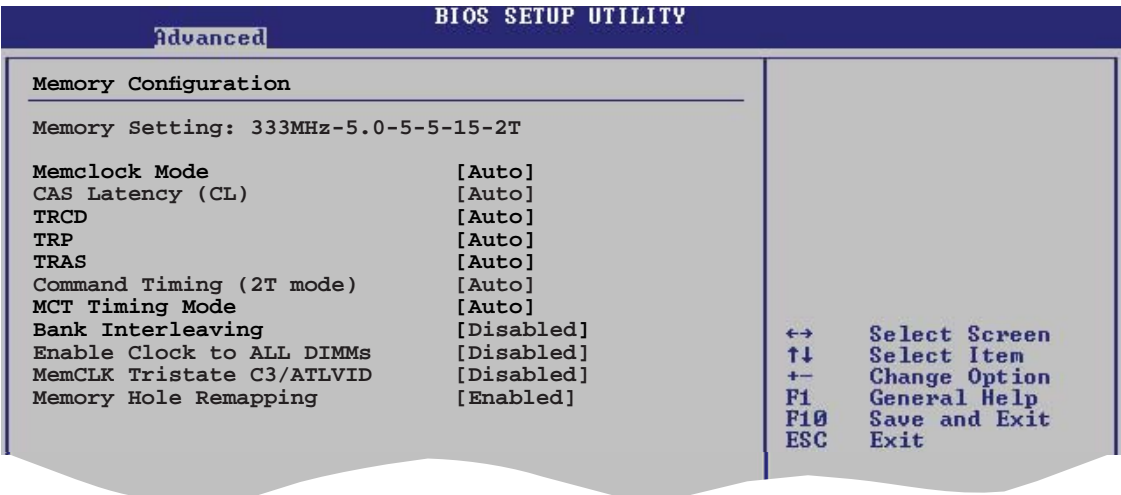 BIOS SETUP UTILITY
Advanced
Memory Configuration
Memory Setting: 333MHz-5.0-5-5-15-2T
Memclock Mode [Auto]
CAS Latency (CL) [Auto]
TRCD [Auto]
TRP [Auto]
TRAS [Auto]
Command Timing (2T mode) [Auto]
MCT Timing Mode [Auto]
Bank Interleaving [Disabled]
Enable Clock to ALL DIMMs [Disabled]
MemCLK Tristate C3/ATLVID [Disabled]
Memory Hole Remapping [Enabled]
←→ Select Screen
↑↓ Select Item
+- Change Option
F1 General Help
F10 Save and Exit
ESC Exit